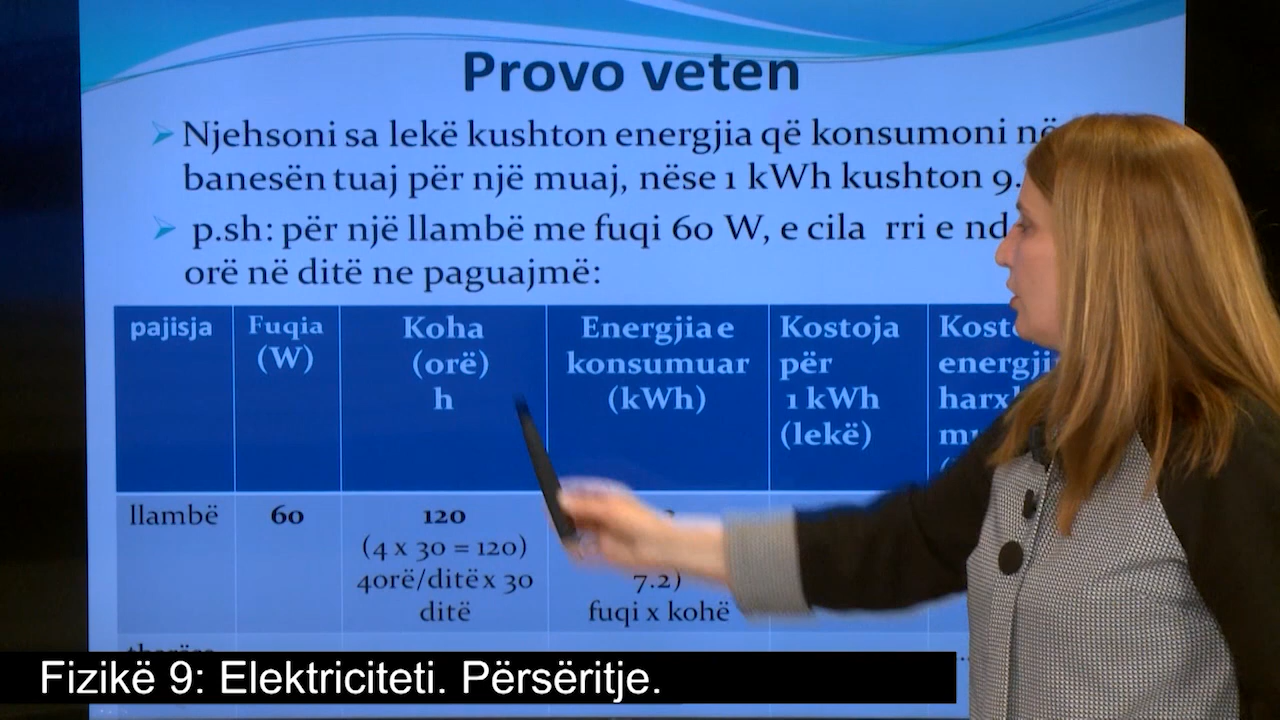 Provo veten
Njehsoni sa lekë kushton energjia që konsumoni në
banesën tuaj për një muaj, nëse 1 kWh kushton 9.
p.sh: për një llambë me fuqi 60 W, e cila rri e
orë në ditë ne paguajmë:
pajisja
Fuqia
(W)
Koha
(orë)
h
Energjia e
konsumuar
(kWh)
Kostoja
për
1 kWh
(lekë)
llambë
60
120
(4 x 30 = 120)
4orë/ditë x 30
ditë
7.2)
fuqi x kohë
Fizikë 9: Elektriciteti. Përsëritje.